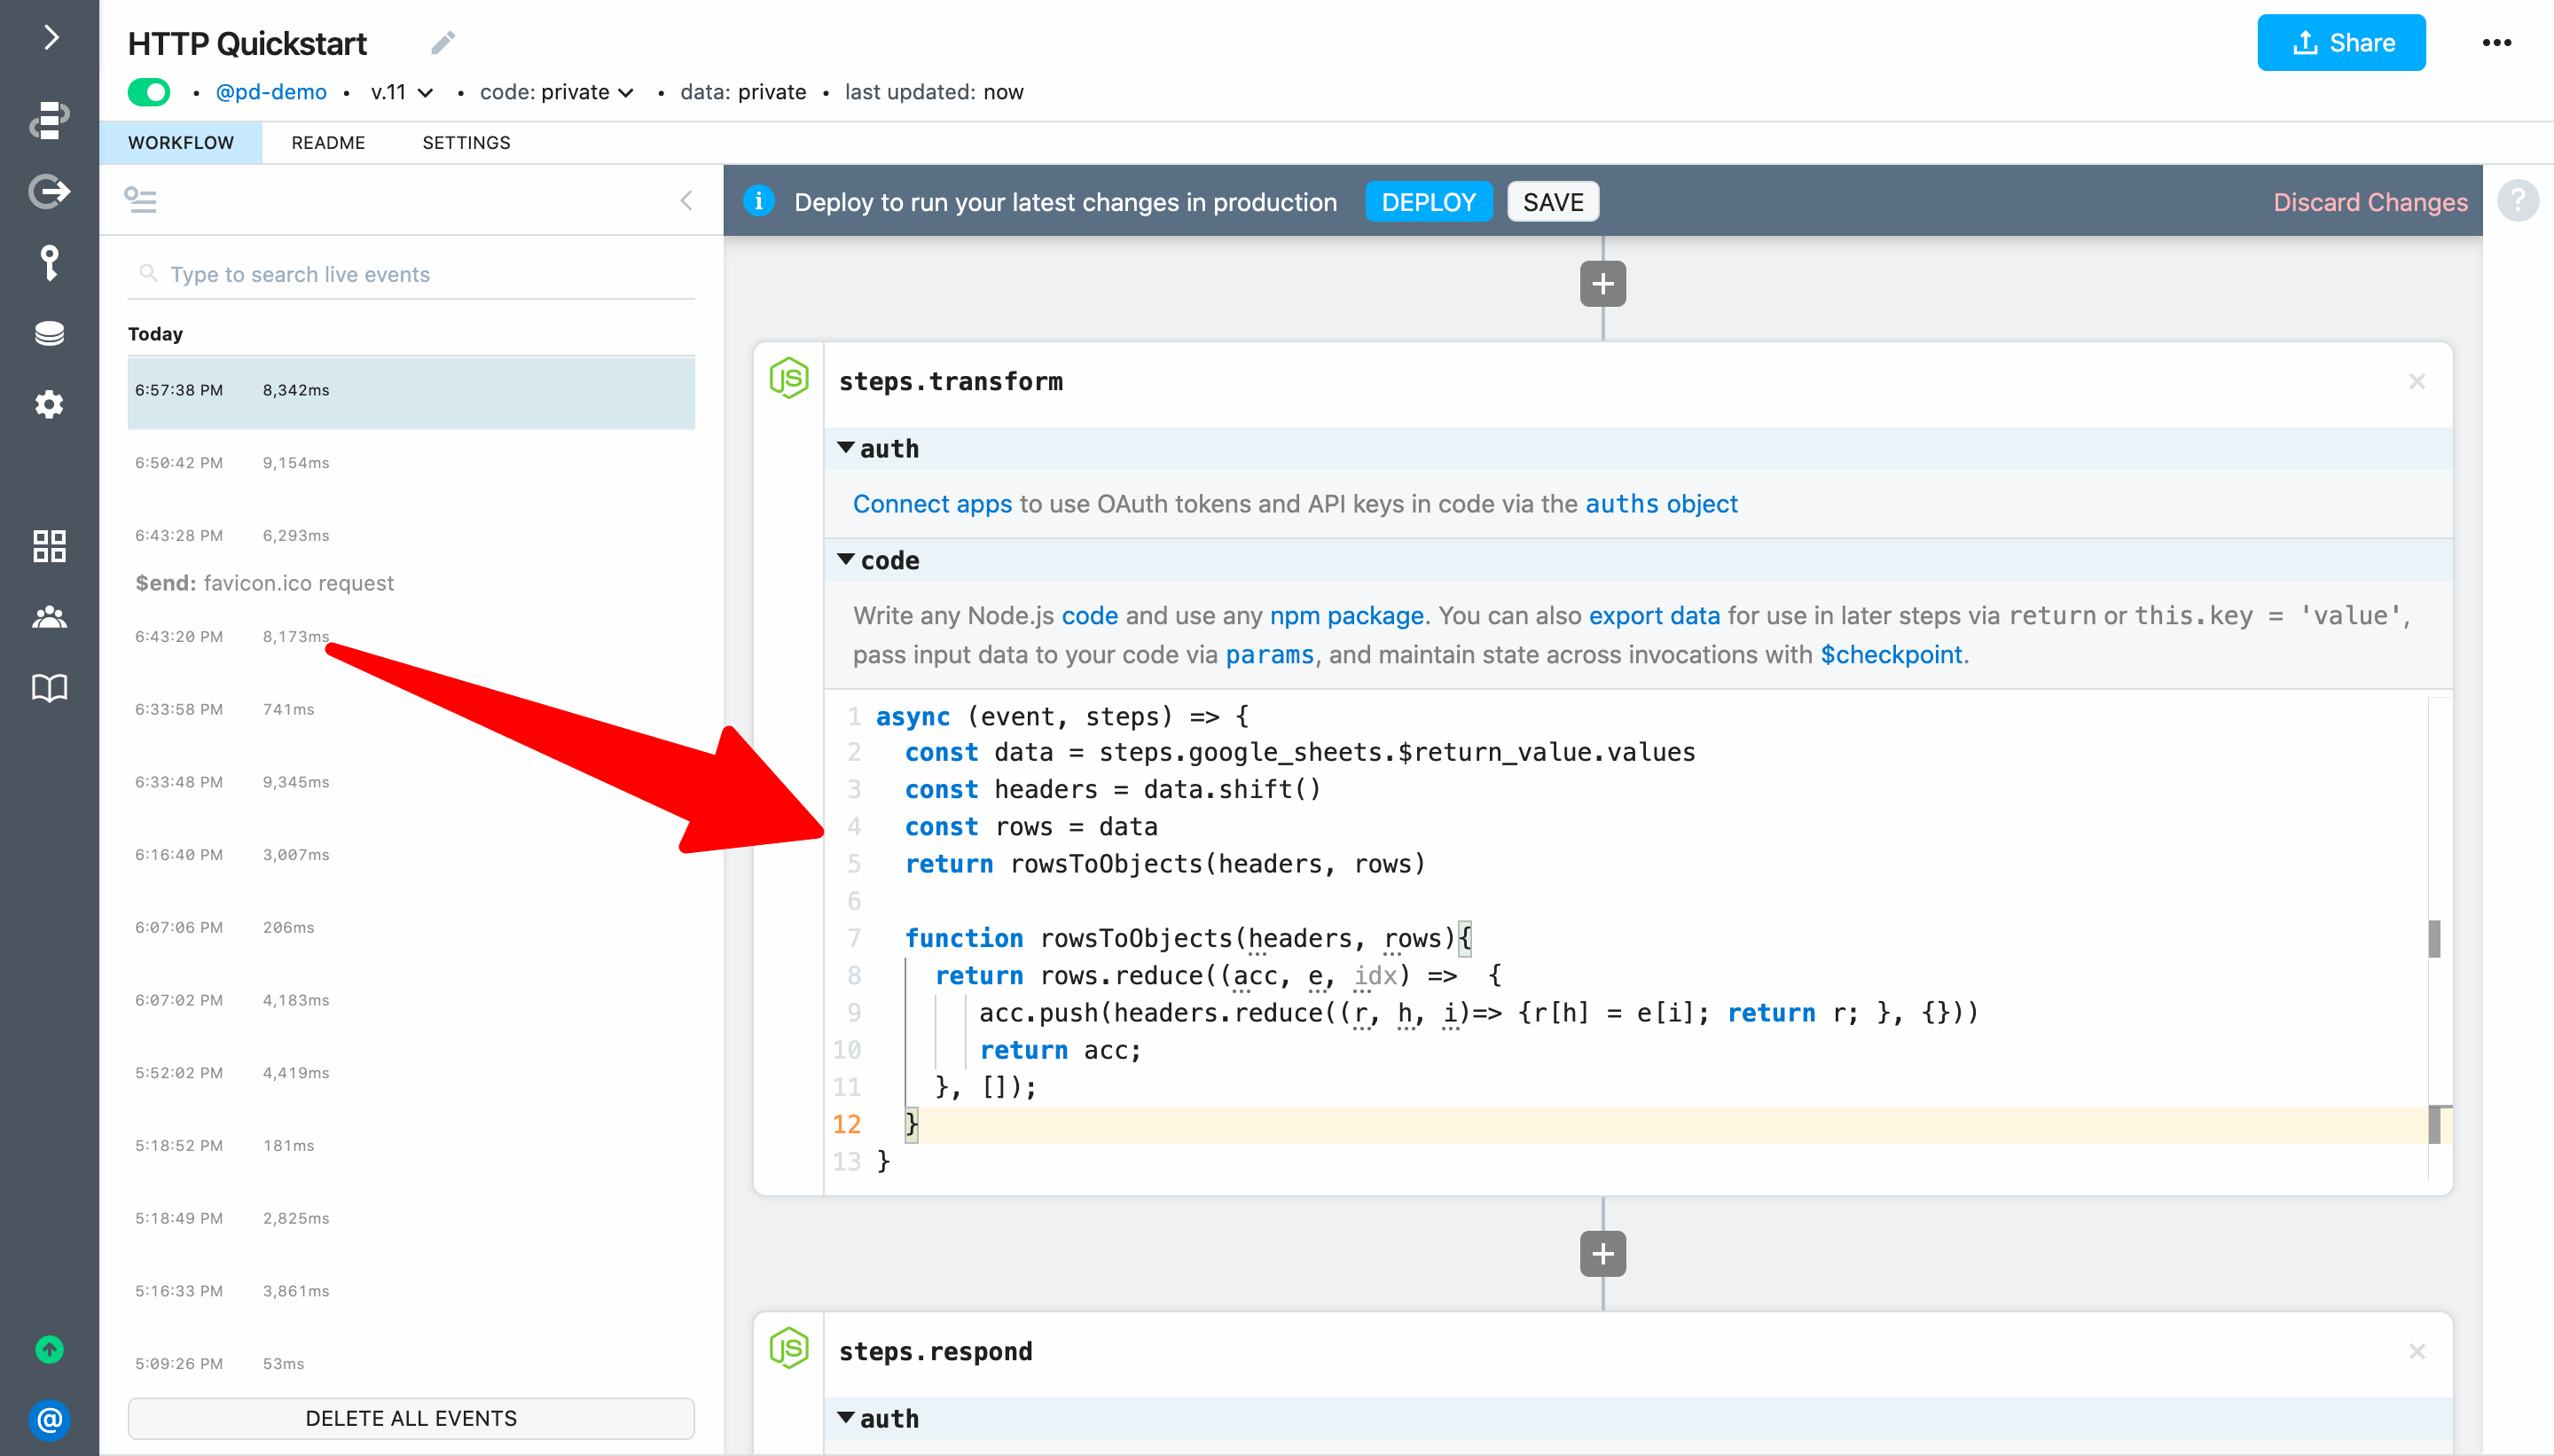 HTTP Quickstart
Share
• @pd-demo • v.11 • code: private • data: private • last updated: now
WORKFLOW README SETTINGS
Deploy to run your latest changes in production DEPLOY SAVE Discard Changes ?
Type to search live events
Today
6:57:38 PM 8,342ms
6:50:42 PM 9,154ms
6:43:28 PM 6,293ms
$end: favicon.ico request
6:43:20 PM 8,173ms
6:33:58 PM 741ms
6:33:48 PM 9,345ms
6:16:40 PM 3,007ms
6:07:06 PM 206ms
6:07:02 PM 4,183ms
5:52:02 PM 4,419ms
5:18:52 PM 181ms
5:18:49 PM 2,825ms
5:16:33 PM 3,861ms
5:09:26 PM 53ms
DELETE ALL EVENTS
JS steps.transform
auth
Connect apps to use OAuth tokens and API keys in code via the auths object
code
Write any Node.js code and use any npm package. You can also export data for use in later steps via return or this.key = 'value',
pass input data to your code via params, and maintain state across invocations with $checkpoint.
1 async (event, steps) => {
2 const data = steps.google_sheets.$return_value.values
3 const headers = data.shift()
4 const rows = data
5 return rowsToObjects(headers, rows)
6
7 function rowsToObjects(headers, rows){
8 return rows.reduce((acc, e, idx) => {
9 acc.push(headers.reduce((r, h, i)=> {r[h] = e[i]; return r; }, {}))
10 return acc;
11 }, []);
12 }
13 }
JS steps.respond
auth